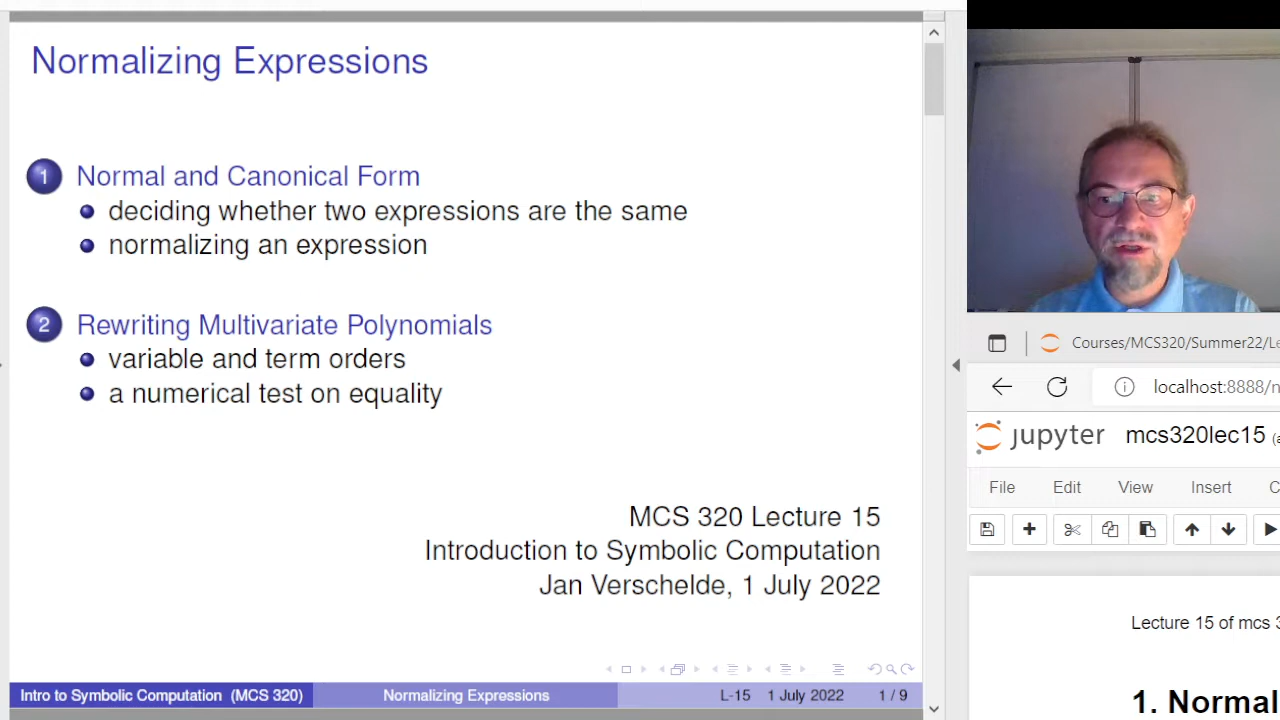 Normalizing Expressions
1 Normal and Canonical Form
deciding whether two expressions are the same
normalizing an expression
2 Rewriting Multivariate Polynomials
variable and term orders
a numerical test on equality
MCS 320 Lecture 15
Introduction to Symbolic Computation
Jan Verschelde, 1 July 2022
Intro to Symbolic Computation (MCS 320) Normalizing Expressions L-15 1 July 2022 1 / 9
Courses/MCS320/Summer22/Le
localhost:8888/n
jupyter mcs320lec15 (a
File Edit View Insert C
Lecture 15 of mcs 3
1. Normal